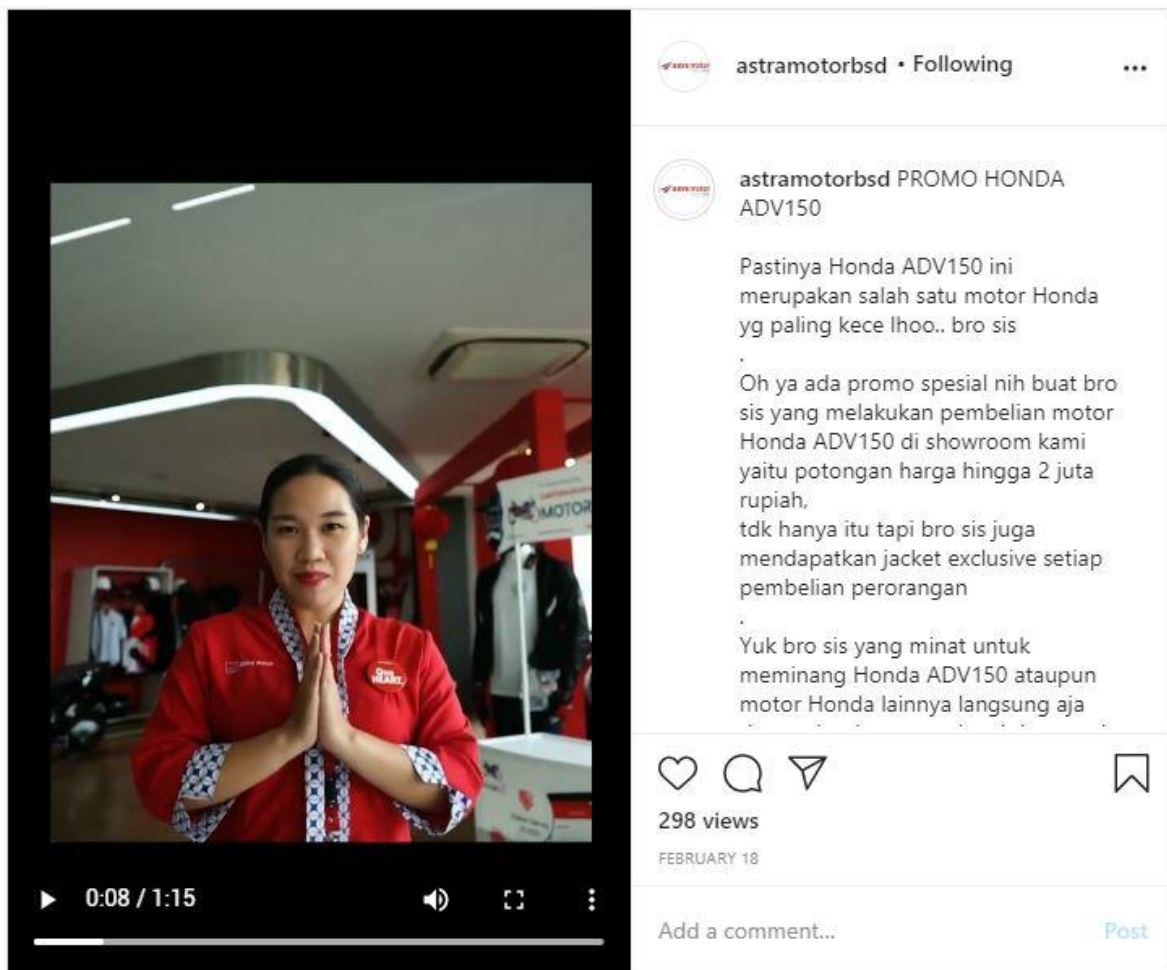 astramotorbsd • Following
astramotorbsd PROMO HONDA
ADV150
Pastinya Honda ADV150 ini
merupakan salah satu motor Honda
yg paling kece lhoo.. bro sis
.
Oh ya ada promo spesial nih buat bro
sis yang melakukan pembelian motor
Honda ADV150 di showroom kami
yaitu potongan harga hingga 2 juta
rupiah,
tdk hanya itu tapi bro sis juga
mendapatkan jacket exclusive setiap
pembelian perorangan
.
Yuk bro sis yang minat untuk
meminang Honda ADV150 ataupun
motor Honda lainnya langsung aja
298 views
FEBRUARY 18
Add a comment...
Post
MOTOR
One
HEART.
0:08 / 1:15